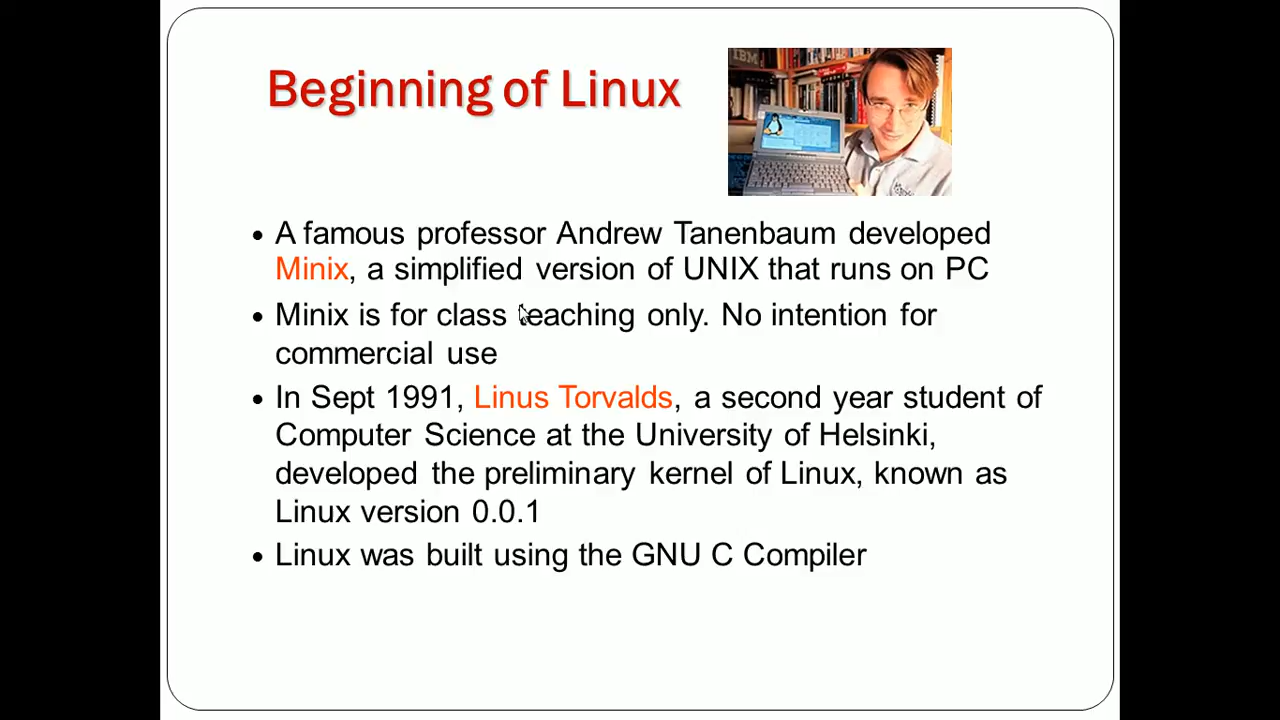 Beginning of Linux
IBM
A famous professor Andrew Tanenbaum developed
Minix, a simplified version of UNIX that runs on PC
Minix is for class teaching only. No intention for
commercial use
In Sept 1991, Linus Torvalds, a second year student of
Computer Science at the University of Helsinki,
developed the preliminary kernel of Linux, known as
Linux version 0.0.1
Linux was built using the GNU C Compiler